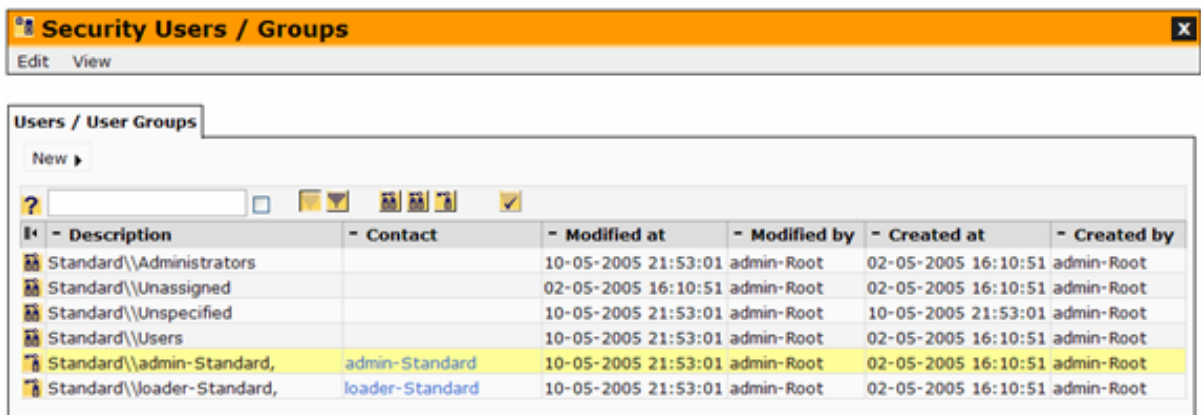 Security Users / Groups
Edit View
Users / User Groups
New
?
Description Contact Modified at Modified by Created at Created by
Standard\\Administrators 10-05-2005 21:53:01 admin-Root 02-05-2005 16:10:51 admin-Root
Standard\\Unassigned 02-05-2005 16:10:51 admin-Root 02-05-2005 16:10:51 admin-Root
Standard\\Unspecified 10-05-2005 21:53:01 admin-Root 10-05-2005 21:53:01 admin-Root
Standard\\Users 10-05-2005 21:53:01 admin-Root 02-05-2005 16:10:51 admin-Root
Standard\\admin-Standard, admin-Standard 10-05-2005 21:53:01 admin-Root 02-05-2005 16:10:51 admin-Root
Standard\\loader-Standard, loader-Standard 10-05-2005 21:53:01 admin-Root 02-05-2005 16:10:51 admin-Root